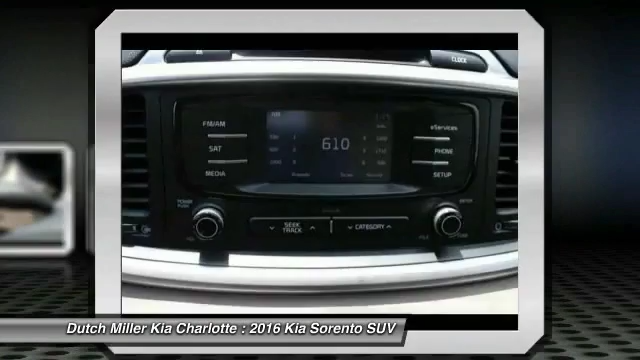 CLOCK
FM/AM
SAT
MEDIA
610
eServices
PHONE
SETUP
SEEK
TRACK
CATEGORY
Dutch Miller Kia Charlotte : 2016 Kia Sorento SUV